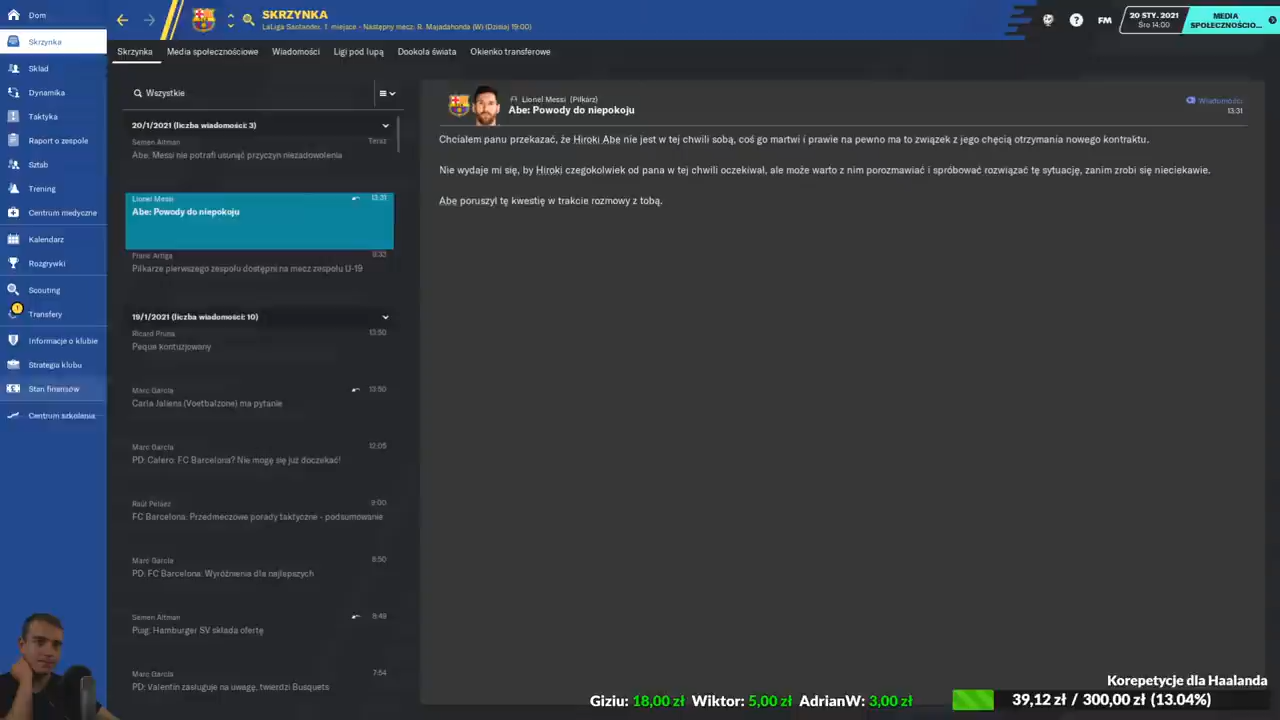 Dom
Skrzynka
Skład
Dynamika
Taktyka
Raport o zespole
Sztab
Trening
Centrum medyczne
Kalendarz
Rozgrywki
Scouting
1
Transfery
Informacje o klubie
Strategia klubu
Stan finansów
Centrum szkolenia
SKRZYNKA
LaLiga Santander: 1. miejsce - Następny mecz: R. Majadahonda (W) (Dzisiaj 19:00)
FM
20 STY. 2021
Śro 14:00
MEDIA
SPOŁECZNOŚCIO...
Skrzynka
Media społecznościowe
Wiadomości
Ligi pod lupą
Dookoła świata
Okienko transferowe
Wszystkie
20/1/2021 (liczba wiadomości: 3)
Semen Altman
Teraz
Abe: Messi nie potrafi usunąć przyczyn niezadowolenia
Lionel Messi
13:31
Abe: Powody do niepokoju
Franc Artiga
8:33
Piłkarze pierwszego zespołu dostępni na mecz zespołu U-19
19/1/2021 (liczba wiadomości: 10)
Ricard Pruna
13:50
Paqua kontuzjowany
Marc García
13:50
Carla Jaliens (Voetbalzone) ma pytanie
Marc García
12:05
PD: Cafero: FC Barcelona? Nie mogę się już doczekać!
Raúl Peláez
9:00
FC Barcelona: Przedmeczowe porady taktyczne - podsumowanie
Marc García
8:50
PD: FC Barcelona: Wyróżnienia dla najlepszych
Semen Altman
8:49
Puig: Hamburger SV składa ofertę
Marc García
7:54
PD: Valentin zasługuje na uwagę, twierdzi Busquets
Lionel Messi (Piłkarz)
Abe: Powody do niepokoju
Wiadomości
13:31
Chciałem panu przekazać, że Hiroki Abe nie jest w tej chwili sobą, coś go martwi i prawie na pewno ma to związek z jego chęcią otrzymania nowego kontraktu.
Nie wydaje mi się, by Hiroki czegokolwiek od pana w tej chwili oczekiwał, ale może warto z nim porozmawiać i spróbować rozwiązać tę sytuację, zanim zrobi się nieciekawie.
Abe poruszył tę kwestię w trakcie rozmowy z tobą.
Korepetycje dla Haalanda
Giziu: 18,00 zł Wiktor: 5,00 zł AdrianW: 3,00 zł
39,12 zł / 300,00 zł (13.04%)